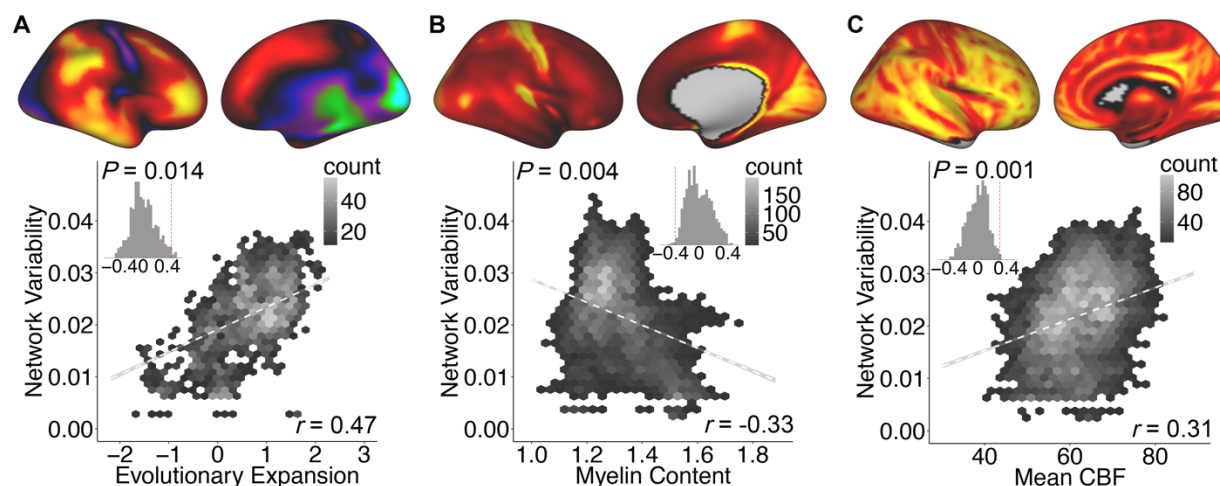 A
B
C
P = 0.014
count
40
20
-0.40 0 0.4
Network Variability
0.04
0.03
0.02
0.01
0.00
r = 0.47
−2 −1 0 1 2 3
Evolutionary Expansion
P = 0.004
count
150
100
50
-0.4 0 0.4
Network Variability
0.04
0.03
0.02
0.01
0.00
r = -0.33
1.0 1.2 1.4 1.6 1.8
Myelin Content
P = 0.001
count
80
40
-0.4 0 0.4
Network Variability
0.04
0.03
0.02
0.01
0.00
r = 0.31
40 60 80
Mean CBF